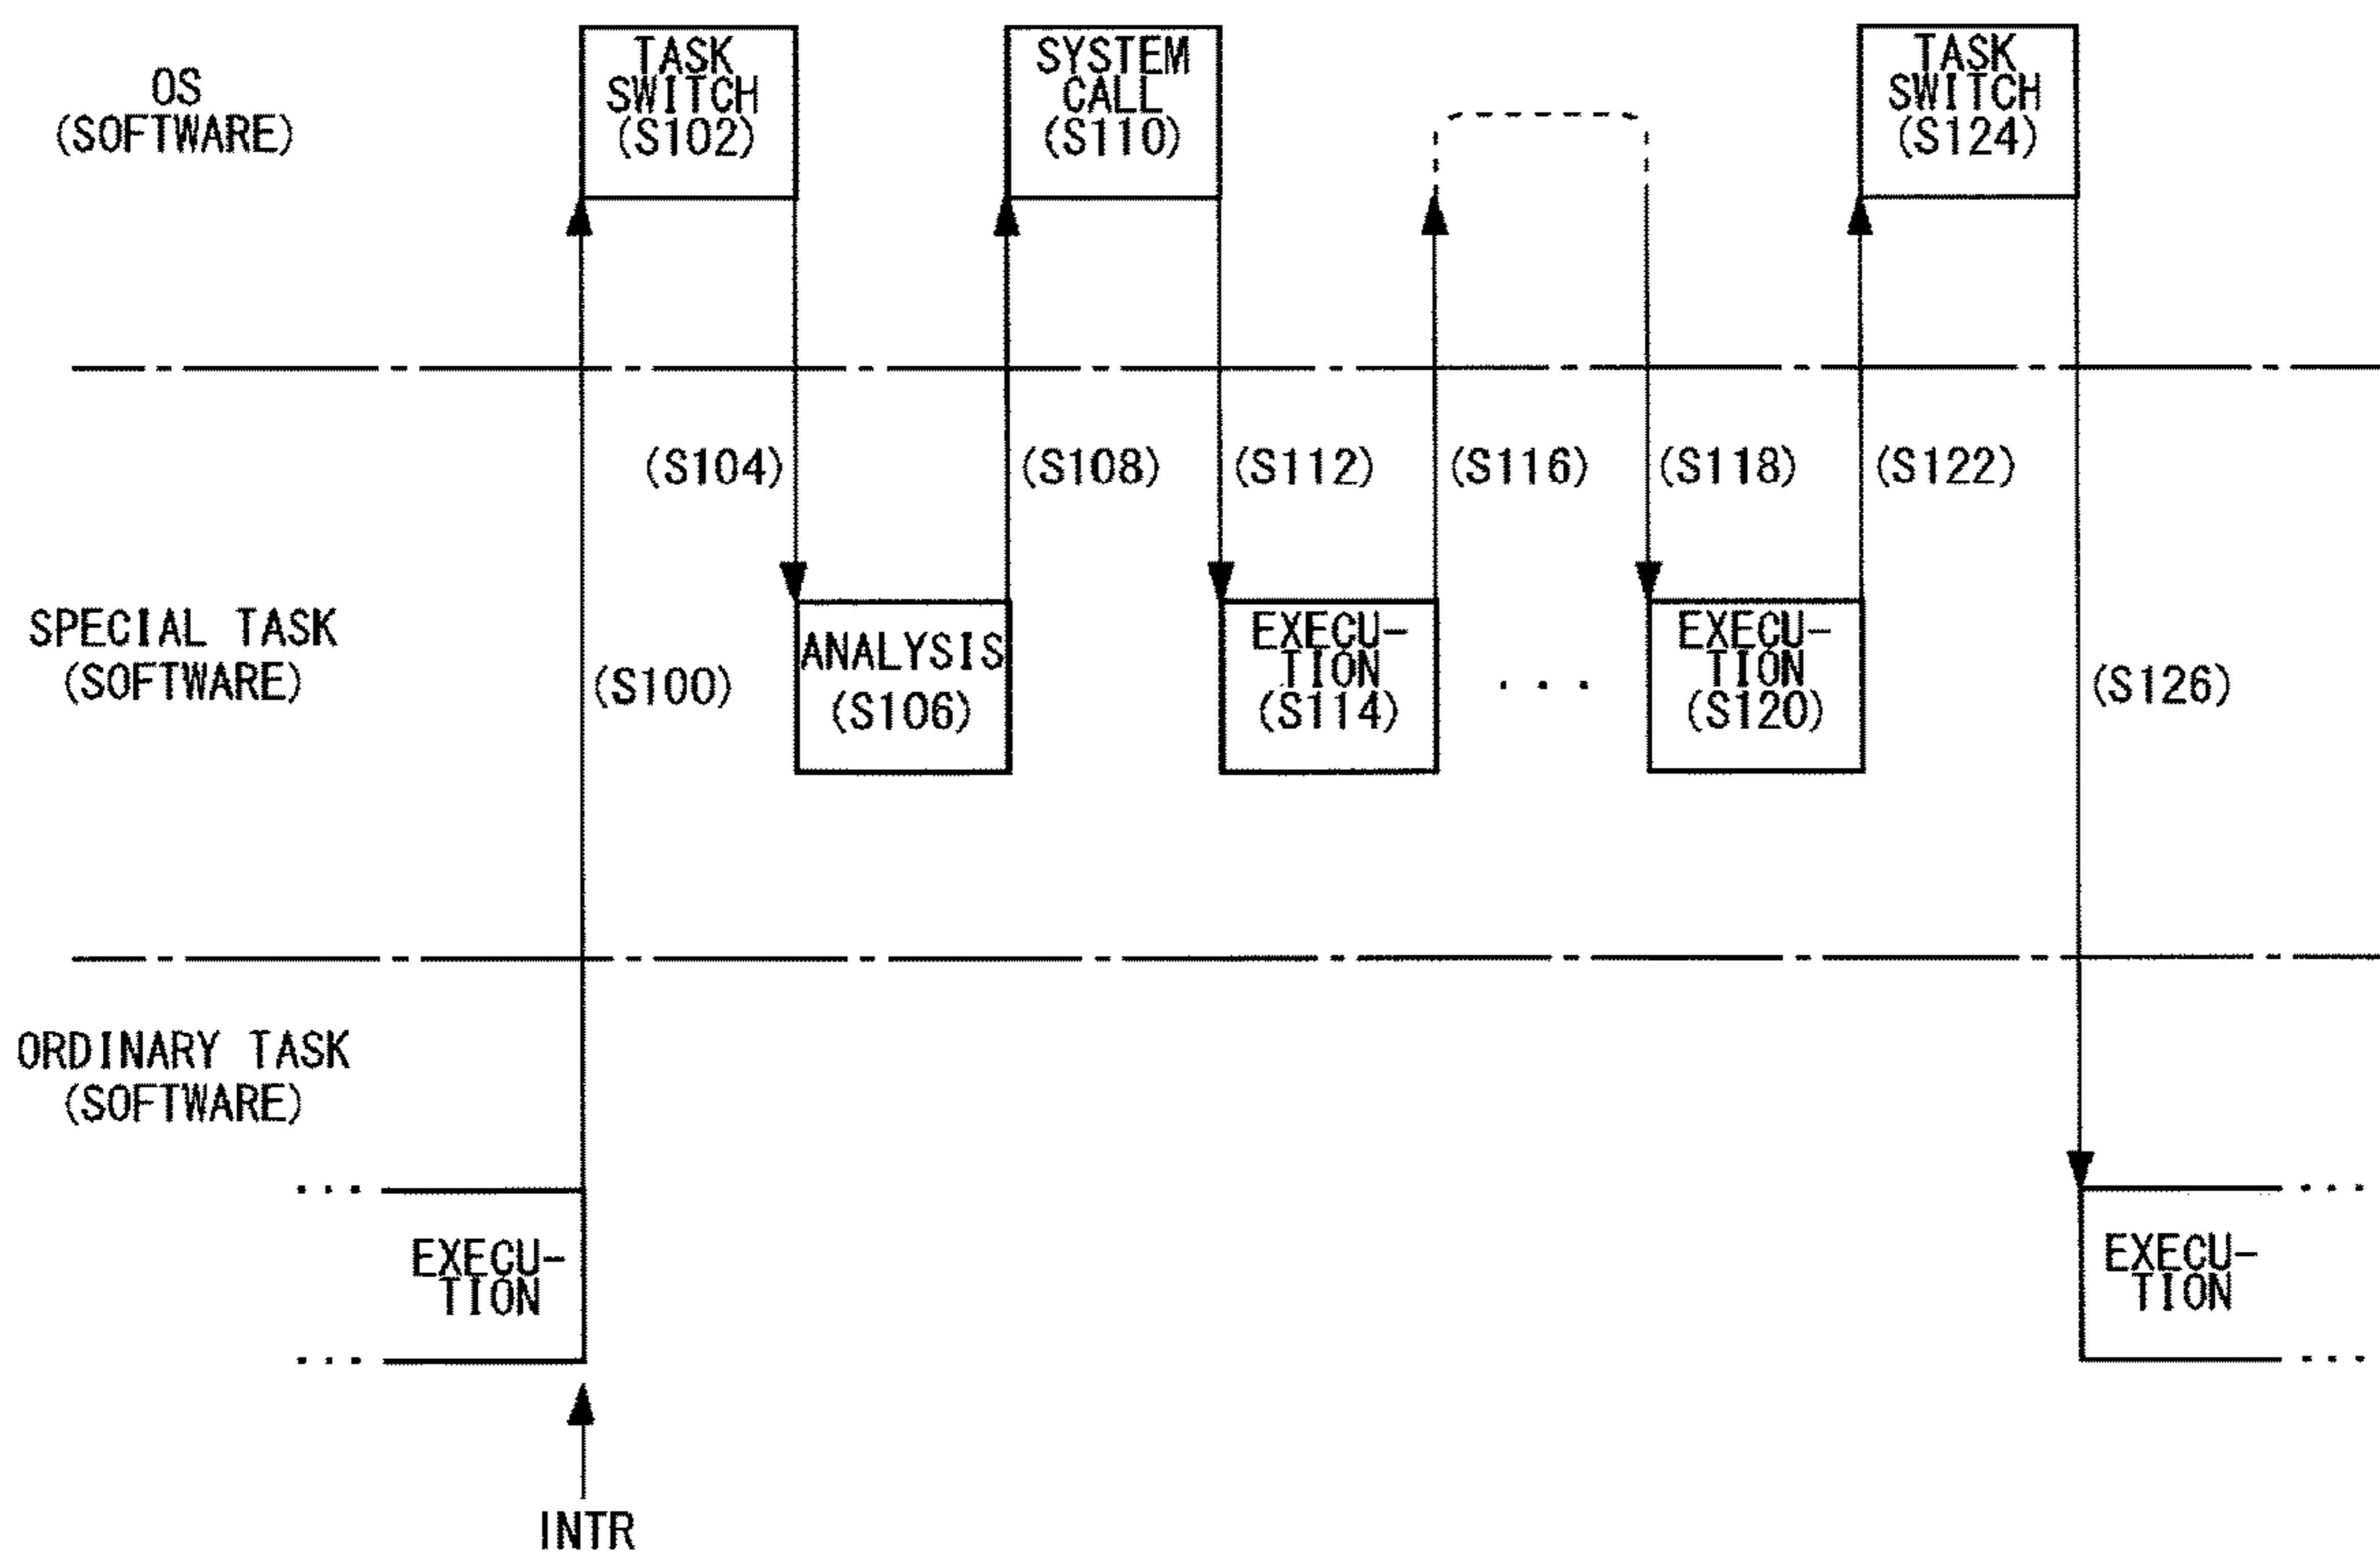 OS
(SOFTWARE)
TASK
SWITCH
(S102)
SYSTEM
CALL
(S110)
TASK
SWITCH
(S124)
(S104)
(S108)
(S112)
(S116)
(S118)
(S122)
SPECIAL TASK
(SOFTWARE)
(S100)
ANALYSIS
(S106)
EXECU-
TION
(S114)
. . .
EXECU-
TION
(S120)
(S126)
ORDINARY TASK
(SOFTWARE)
. . .
. . .
EXECU-
TION
EXECU-
TION
. . .
. . .
INTR